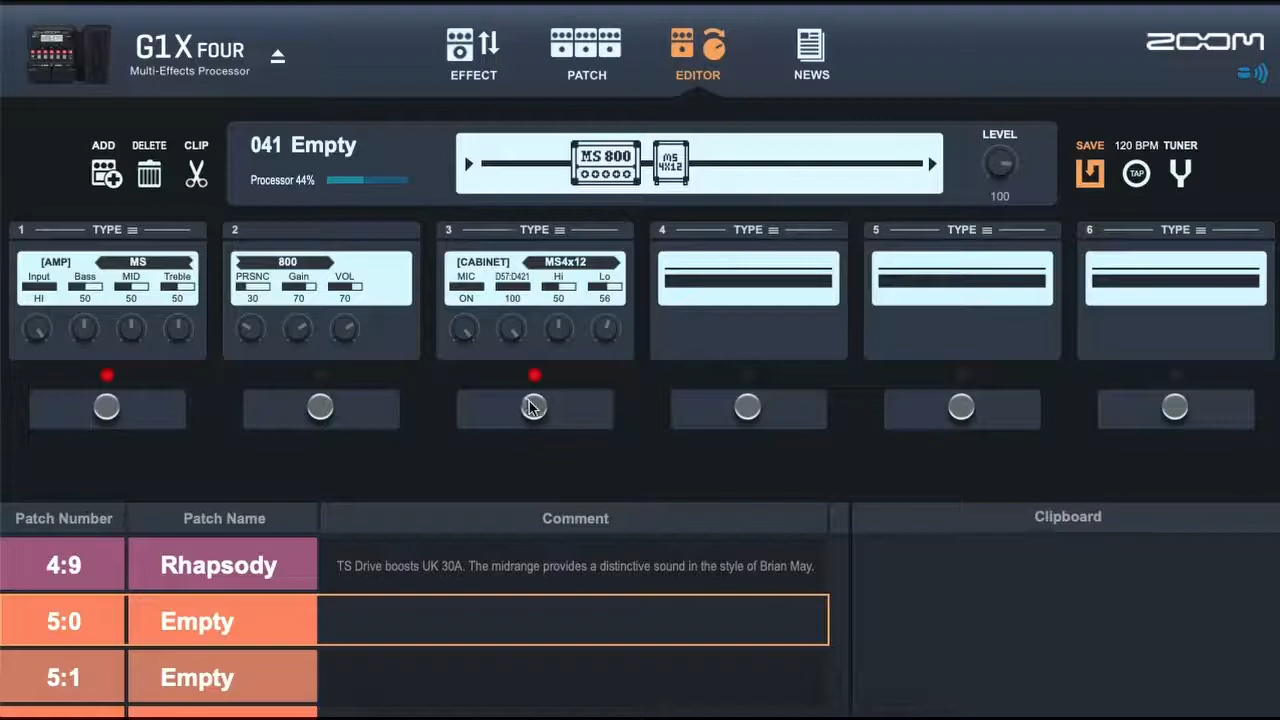 G1X FOUR
Multi-Effects Processor
EFFECT
PATCH
EDITOR
NEWS
ZOOM
ADD
DELETE
CLIP
041 Empty
Processor 44%
MS 800
MS
4X12
LEVEL
100
SAVE
120 BPM
TUNER
TAP
1 TYPE
[AMP] MS
Input Bass MID Treble
HI 50 50 50
2
800
PRSNC Gain VOL
30 70 70
3 TYPE
[CABINET] MS4x12
MIC D57:D421 Hi Lo
ON 100 50 56
4 TYPE
5 TYPE
6 TYPE
Patch Number Patch Name Comment Clipboard
4:9 Rhapsody TS Drive boosts UK 30A. The midrange provides a distinctive sound in the style of Brian May.
5:0 Empty
5:1 Empty